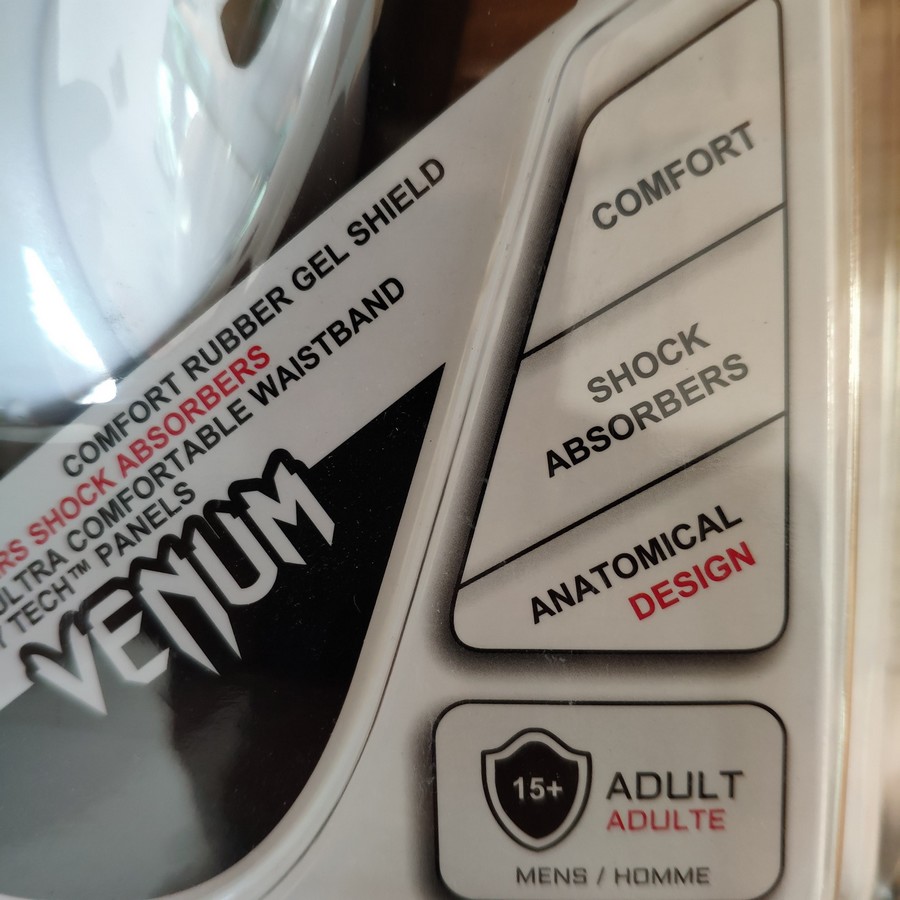 COMFORT RUBBER GEL SHIELD
SHOCK ABSORBERS
ULTRA COMFORTABLE WAISTBAND
TECH™ PANELS
VENUM
COMFORT
SHOCK
ABSORBERS
ANATOMICAL
DESIGN
15+
ADULT
ADULTE
MENS / HOMME